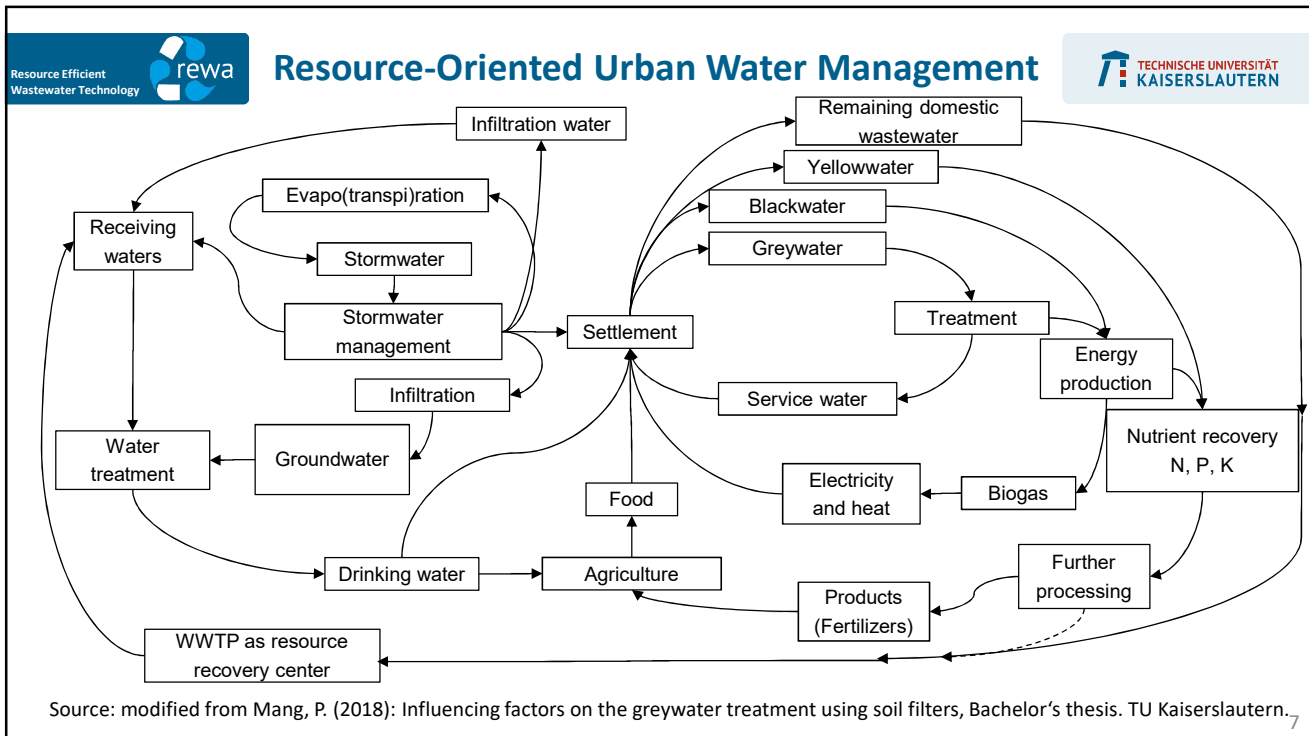 Resource Efficient
Wastewater Technology
rewa
Resource-Oriented Urban Water Management
TECHNISCHE UNIVERSITÄT
KAISERSLAUTERN
Infiltration water
Remaining domestic
wastewater
Yellowwater
Evapo(transpi)ration
Blackwater
Receiving
waters
Greywater
Stormwater
Stormwater
management
Settlement
Treatment
Energy
production
Infiltration
Service water
Water
treatment
Groundwater
Nutrient recovery
N, P, K
Food
Electricity
and heat
Biogas
Drinking water
Agriculture
Further
processing
Products
(Fertilizers)
WWTP as resource
recovery center
Source: modified from Mang, P. (2018): Influencing factors on the greywater treatment using soil filters, Bachelor‘s thesis. TU Kaiserslautern.
7